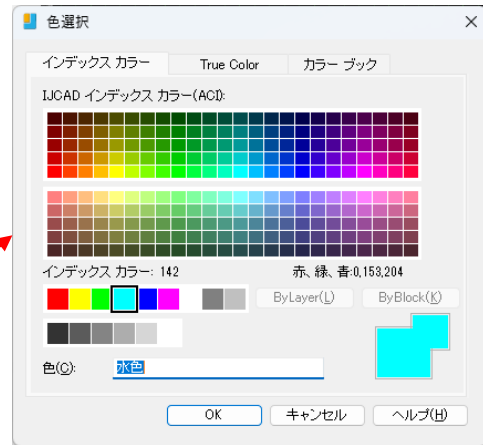 色選択
インデックス カラー True Color カラー ブック
IJCAD インデックス カラー(ACI):
インデックス カラー: 142 赤、緑、青:0,153,204
ByLayer(L) ByBlock(K)
色(C): 水色
OK キャンセル ヘルプ(H)